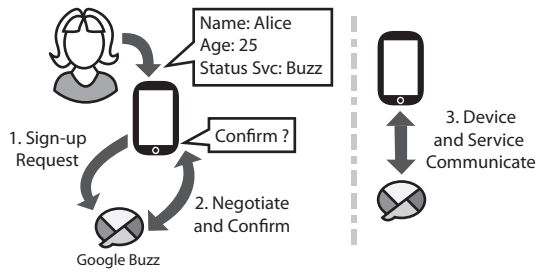 Name: Alice
Age: 25
Status Svc: Buzz
1. Sign-up
Request
Confirm ?
2. Negotiate
and Confirm
Google Buzz
3. Device
and Service
Communicate